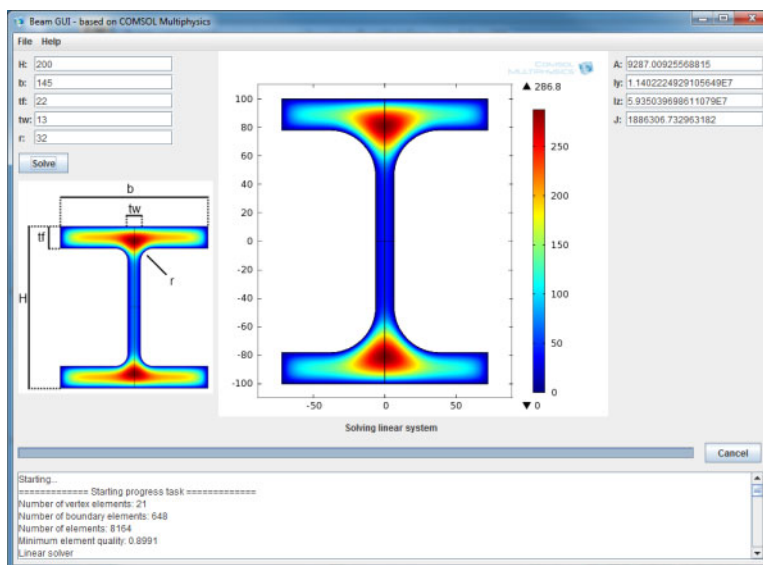 Beam GUI - based on COMSOL Multiphysics
File Help
H: 200
b: 145
tf: 22
tw: 13
r: 32
Solve
b
tw
tf
r
H
COMSOL
MULTIPHYSICS
▲ 286.8
100
80
60
40
20
0
-20
-40
-60
-80
-100
-50
0
50
250
200
150
100
50
0
▼ 0
A: 9287.00925568815
Iy: 1.1402224929105649E7
Iz: 5.935039698611079E7
J: 1886306.732963182
Solving linear system
Cancel
Starting...
============= Starting progress task =============
Number of vertex elements: 21
Number of boundary elements: 648
Number of elements: 8164
Minimum element quality: 0.8991
Linear solver